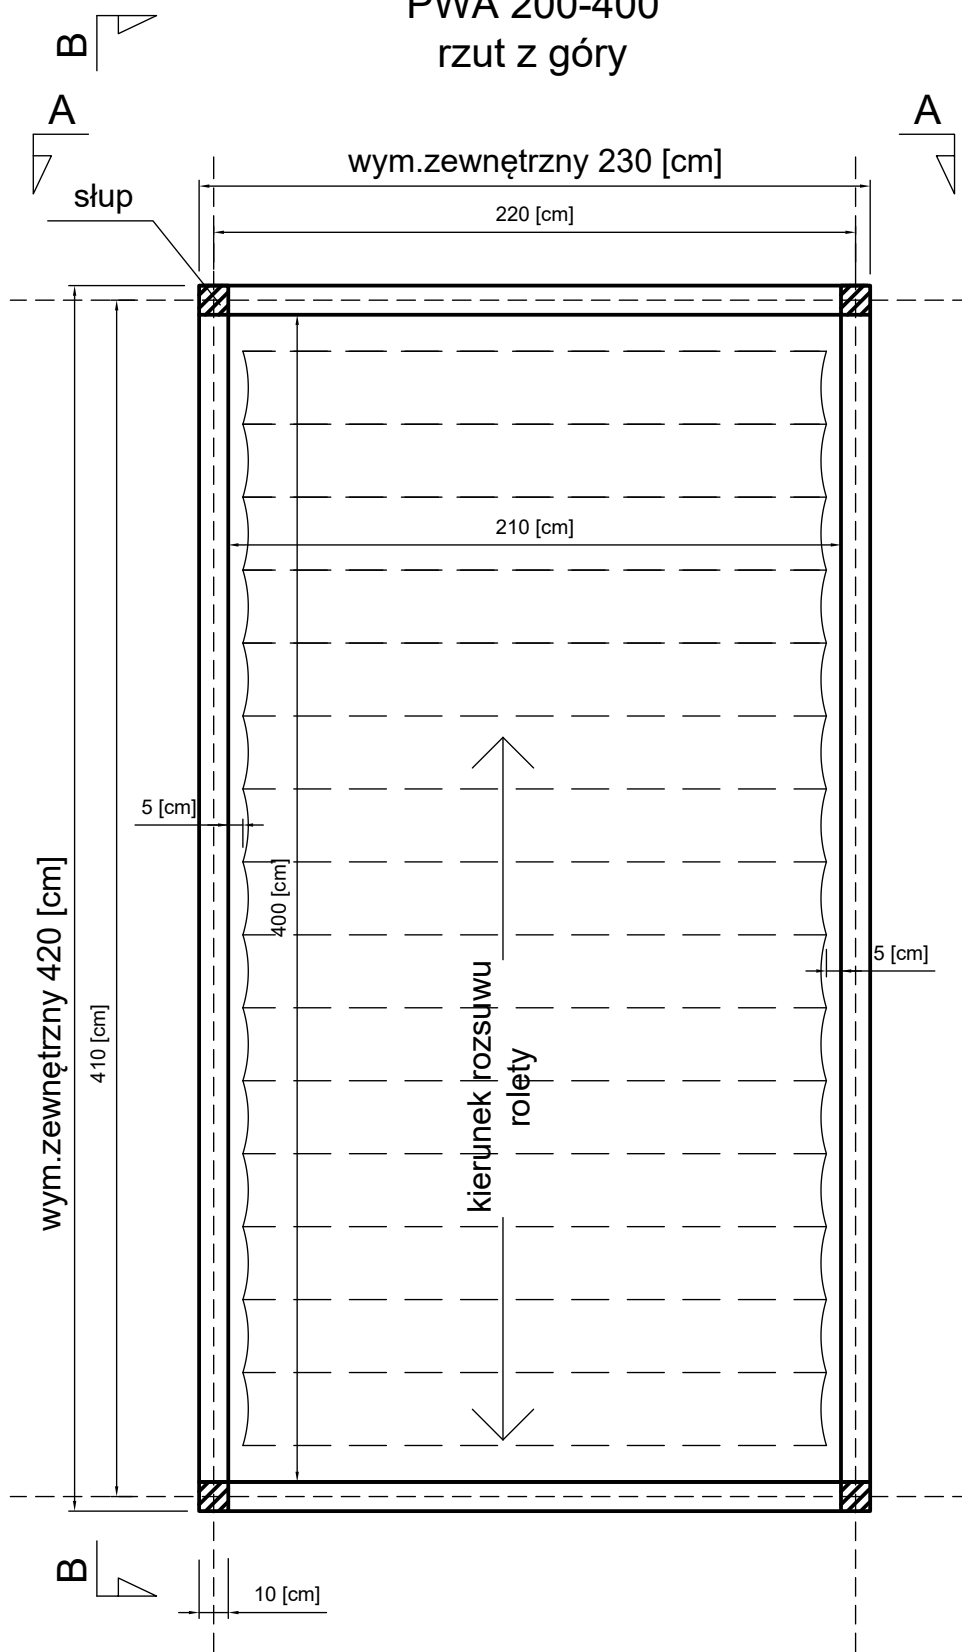 PWA 200-400
rzut z góry
B
A
A
wym.zewnętrzny 230 [cm]
słup
220 [cm]
210 [cm]
5 [cm]
400 [cm]
wym.zewnętrzny 420 [cm]
410 [cm]
5 [cm]
kierunek rozsuwu
rolety
B
10 [cm]